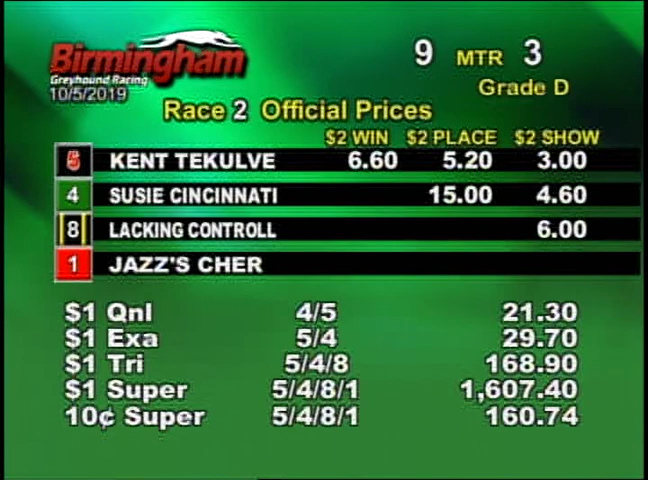 Birmingham
Greyhound Racing
10/5/2019
9 MTR 3
Grade D
Race 2 Official Prices
$2 WIN $2 PLACE $2 SHOW
5 KENT TEKULVE 6.60 5.20 3.00
4 SUSIE CINCINNATI 15.00 4.60
8 LACKING CONTROLL 6.00
1 JAZZ'S CHER
$1 Qnl 4/5 21.30
$1 Exa 5/4 29.70
$1 Tri 5/4/8 168.90
$1 Super 5/4/8/1 1,607.40
10¢ Super 5/4/8/1 160.74